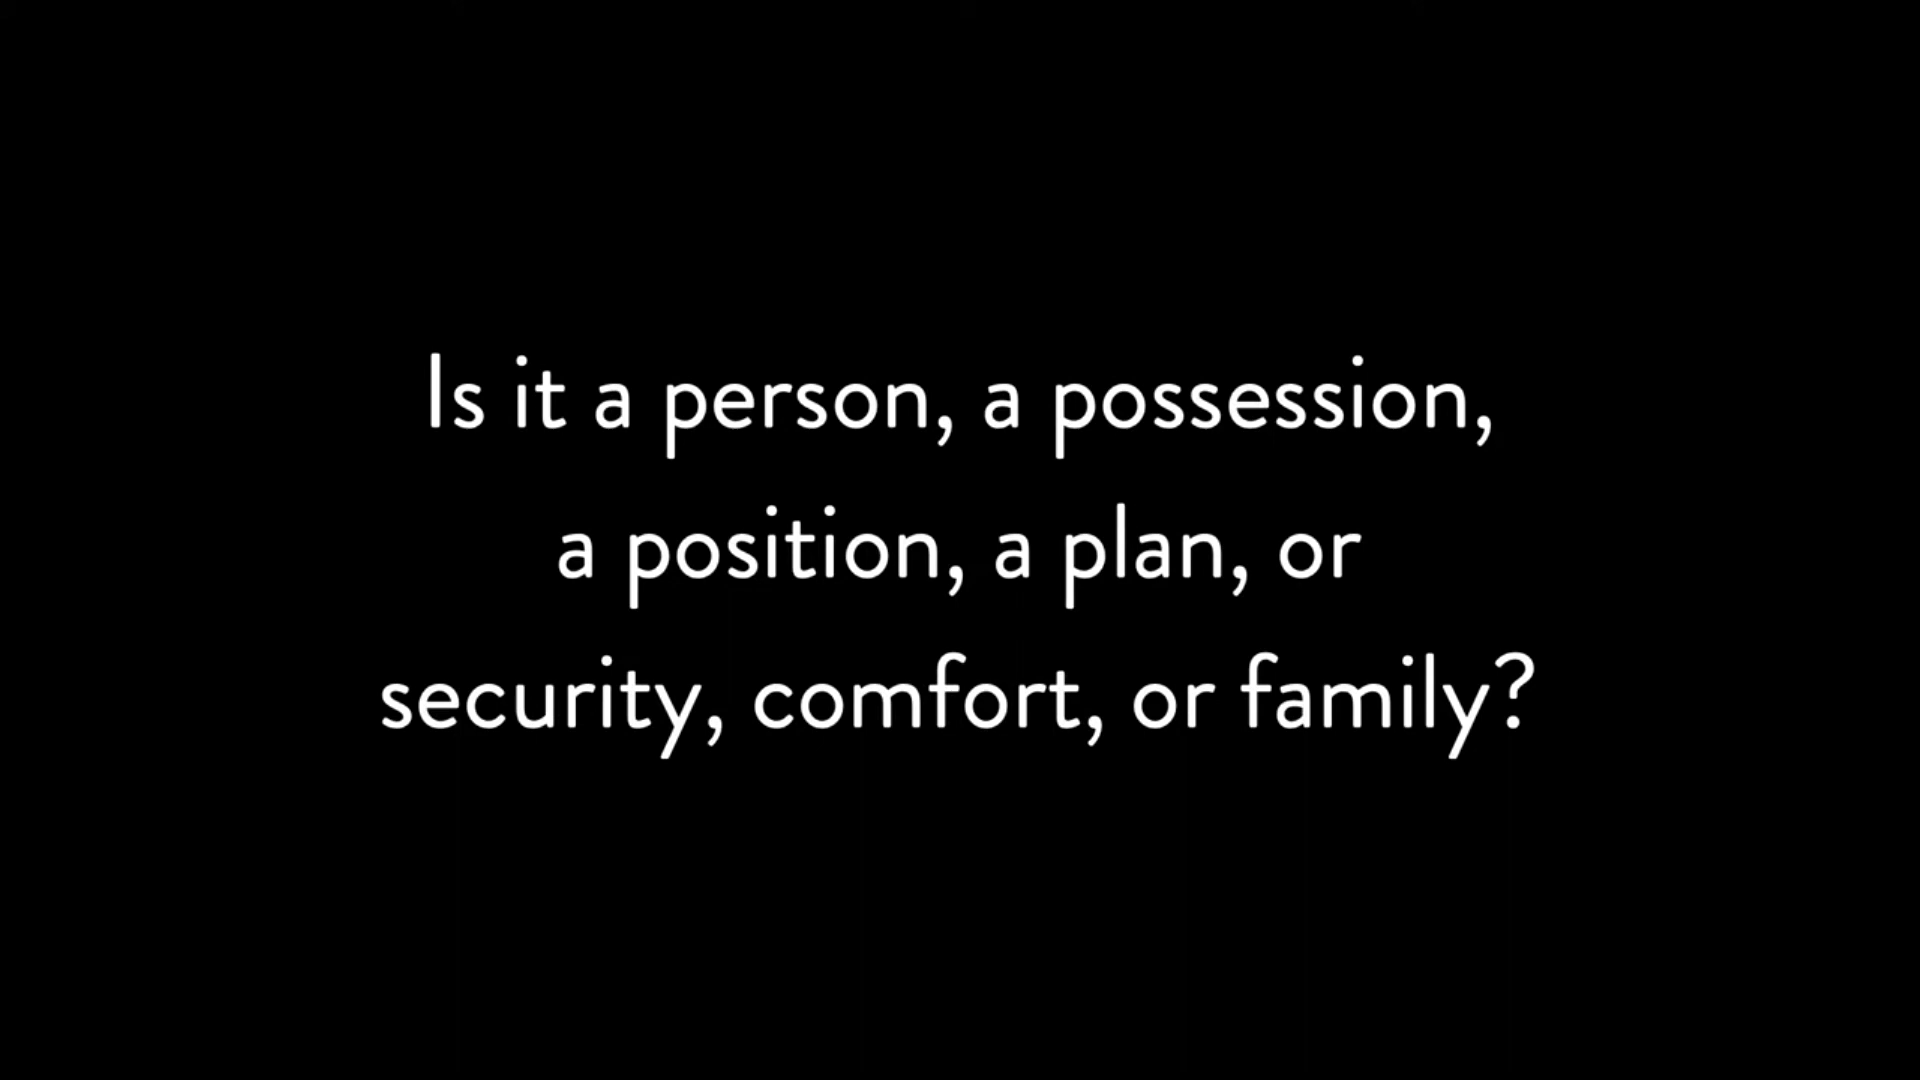 Is it a person, a possession,
a position, a plan, or
security, comfort, or family?